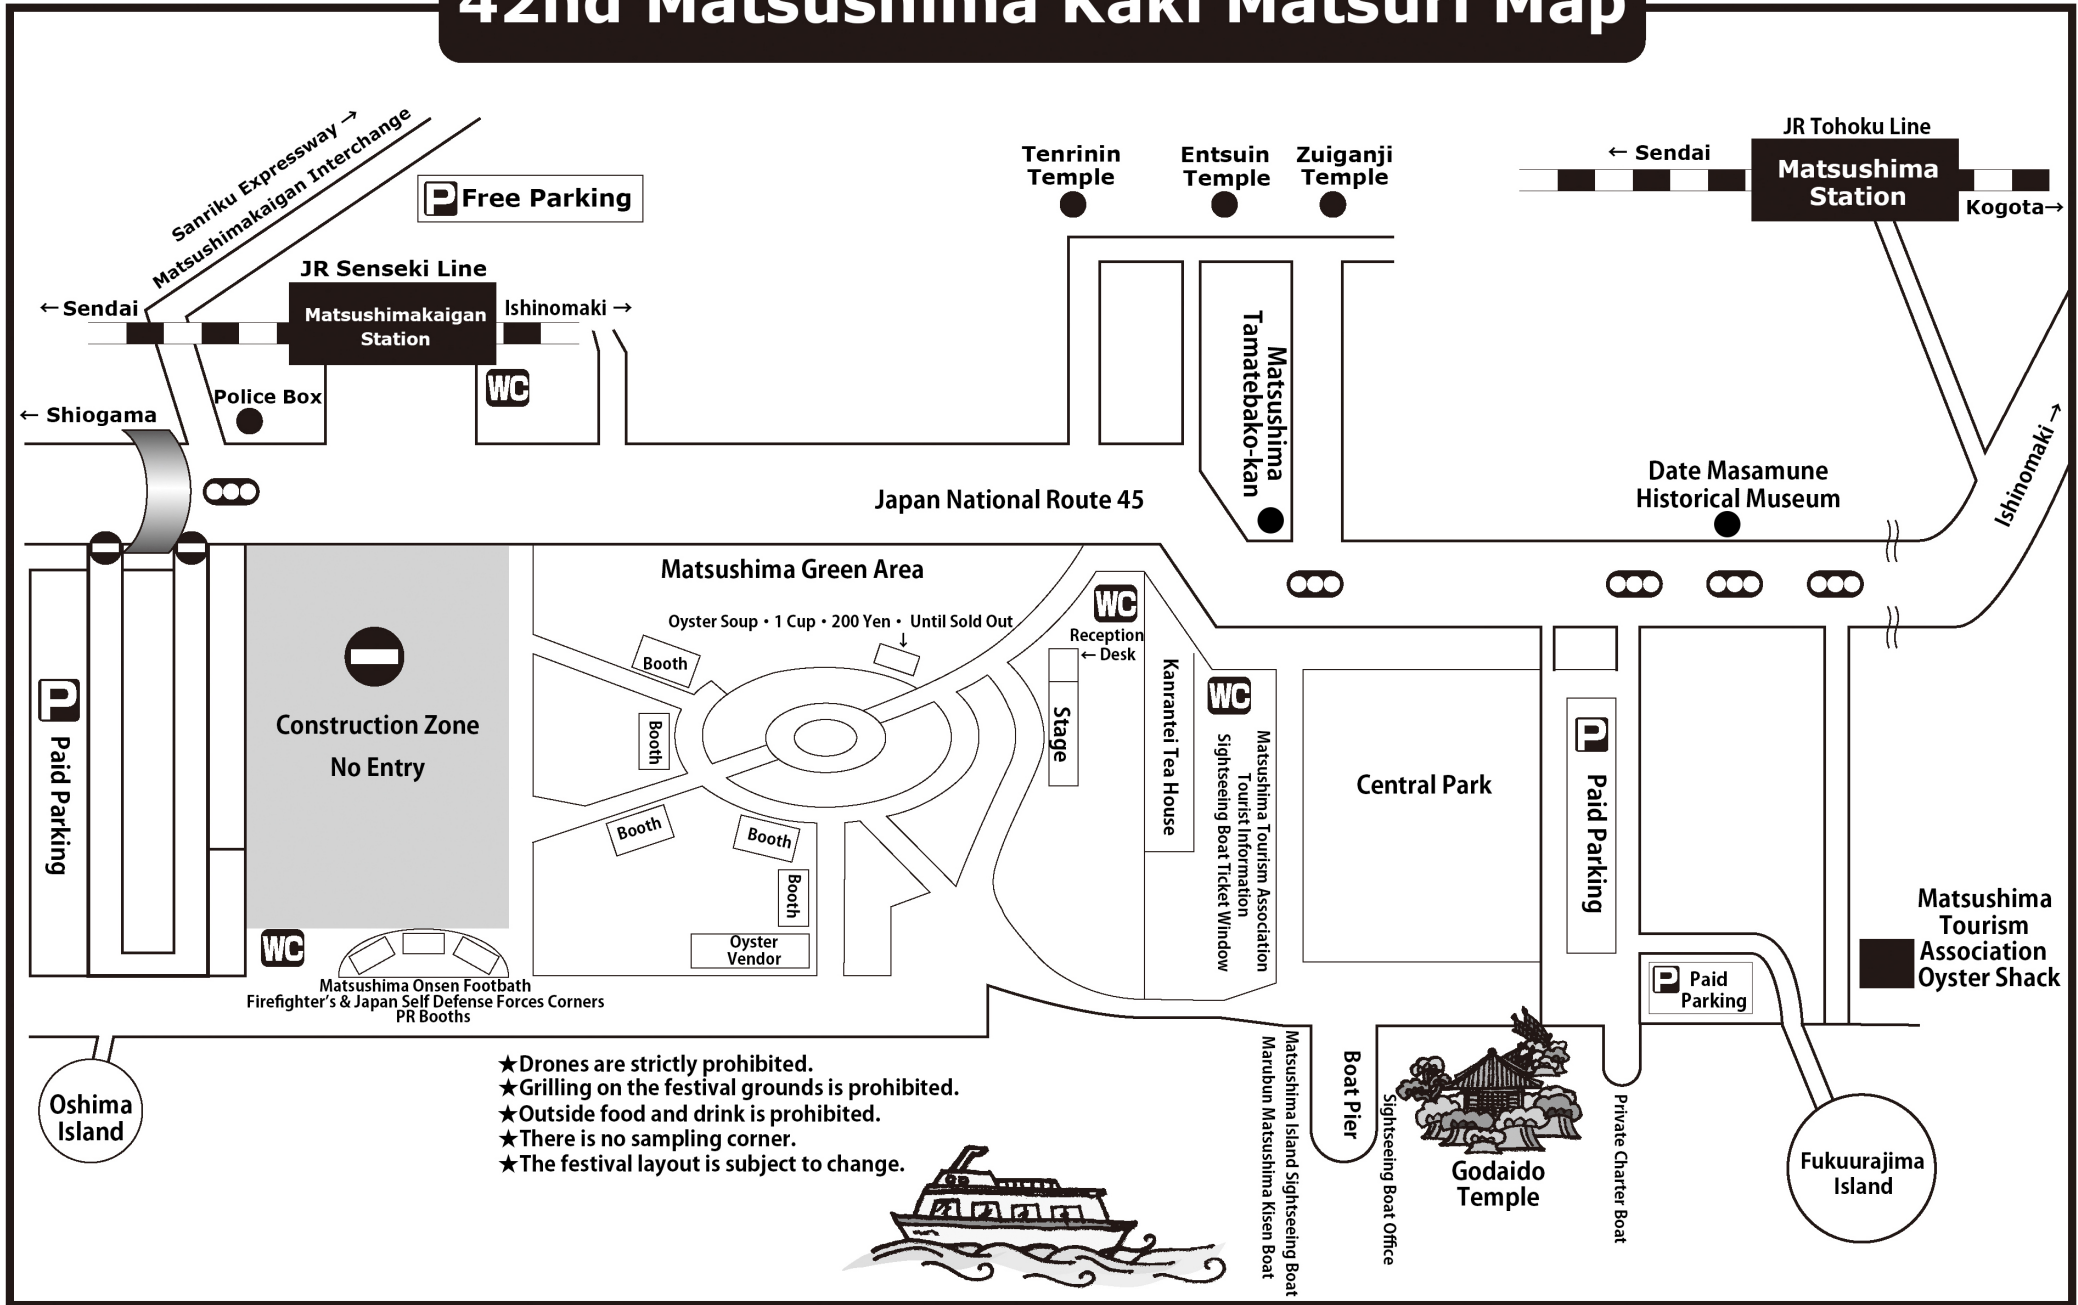 42nd Matsushima Kaki Matsuri Map
Sanriku Expressway →
Matsushimakaigan Interchange
P Free Parking
JR Senseki Line
← Sendai
Matsushimakaigan
Station
Ishinomaki →
WC
Police Box
← Shiogama
Tenrinin
Temple
Entsuin
Temple
Zuiganji
Temple
JR Tohoku Line
← Sendai
Matsushima
Station
Kogota→
Matsushima
Tamatebako-kan
Date Masamune
Historical Museum
Ishinomaki →
Japan National Route 45
P Paid Parking
Construction Zone
No Entry
WC
Matsushima Onsen Footbath
Firefighter's & Japan Self Defense Forces Corners
PR Booths
Matsushima Green Area
Oyster Soup • 1 Cup • 200 Yen • Until Sold Out
↓
Booth
Booth
Booth
Booth
Booth
Oyster
Vendor
WC
Reception
← Desk
Stage
Kanrantei Tea House
WC
Matsushima Tourism Association
Tourist Information
Sightseeing Boat Ticket Window
Central Park
P Paid Parking
P Paid
Parking
Matsushima
Tourism
Association
Oyster Shack
Oshima
Island
★Drones are strictly prohibited.
★Grilling on the festival grounds is prohibited.
★Outside food and drink is prohibited.
★There is no sampling corner.
★The festival layout is subject to change.
Matsushima Island Sightseeing Boat
Marubun Matsushima Kisen Boat
Boat Pier
Sightseeing Boat Office
Godaido
Temple
Private Charter Boat
Fukuurajima
Island